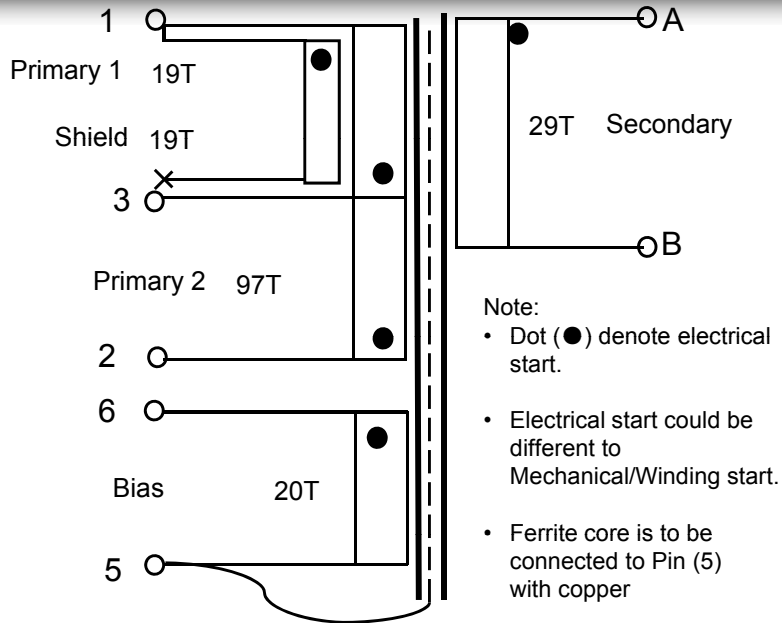 1
Primary 1 19T
Shield 19T
3
Primary 2 97T
2
6
Bias 20T
5
A
29T Secondary
B
Note:
• Dot (●) denote electrical
start.
• Electrical start could be
different to
Mechanical/Winding start.
• Ferrite core is to be
connected to Pin (5)
with copper